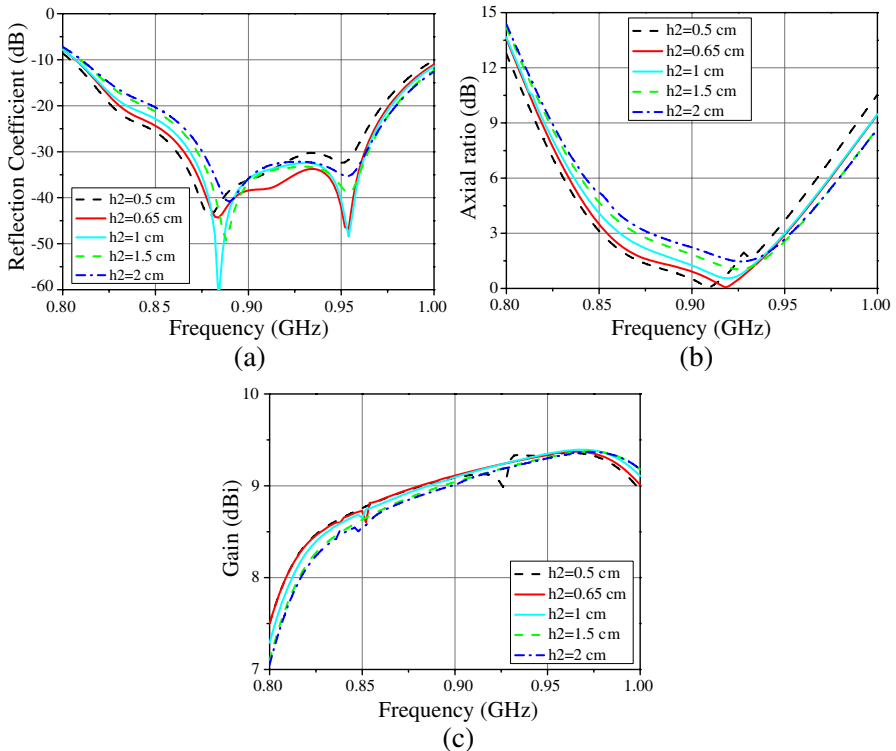 0
-10
-20
-30
-40
-50
-60
Reflection Coefficient (dB)
h2=0.5 cm
h2=0.65 cm
h2=1 cm
h2=1.5 cm
h2=2 cm
0.80 0.85 0.90 0.95 1.00
Frequency (GHz)
(a)
15
12
9
6
3
0
Axial ratio (dB)
h2=0.5 cm
h2=0.65 cm
h2=1 cm
h2=1.5 cm
h2=2 cm
0.80 0.85 0.90 0.95 1.00
Frequency (GHz)
(b)
10
9
8
7
Gain (dBi)
h2=0.5 cm
h2=0.65 cm
h2=1 cm
h2=1.5 cm
h2=2 cm
0.80 0.85 0.90 0.95 1.00
Frequency (GHz)
(c)